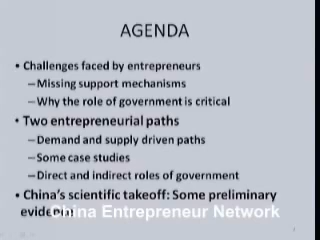 AGENDA
• Challenges faced by entrepreneurs
– Missing support mechanisms
– Why the role of government is critical
• Two entrepreneurial paths
– Demand and supply driven paths
– Some case studies
– Direct and indirect roles of government
• China's scientific takeoff: Some preliminary
China Entrepreneur Network